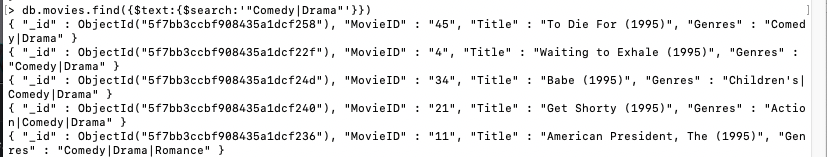 [> db.movies.find({$text:{$search:'"Comedy|Drama"'}})                                                  ]
{ "_id" : ObjectId("5f7bb3ccbf908435a1dcf258"), "MovieID" : "45", "Title" : "To Die For (1995)", "Genres" : "Comed
y|Drama" }
{ "_id" : ObjectId("5f7bb3ccbf908435a1dcf22f"), "MovieID" : "4", "Title" : "Waiting to Exhale (1995)", "Genres" :
"Comedy|Drama" }
{ "_id" : ObjectId("5f7bb3ccbf908435a1dcf24d"), "MovieID" : "34", "Title" : "Babe (1995)", "Genres" : "Children's|
Comedy|Drama" }
{ "_id" : ObjectId("5f7bb3ccbf908435a1dcf240"), "MovieID" : "21", "Title" : "Get Shorty (1995)", "Genres" : "Actio
n|Comedy|Drama" }
{ "_id" : ObjectId("5f7bb3ccbf908435a1dcf236"), "MovieID" : "11", "Title" : "American President, The (1995)", "Gen
res" : "Comedy|Drama|Romance" }